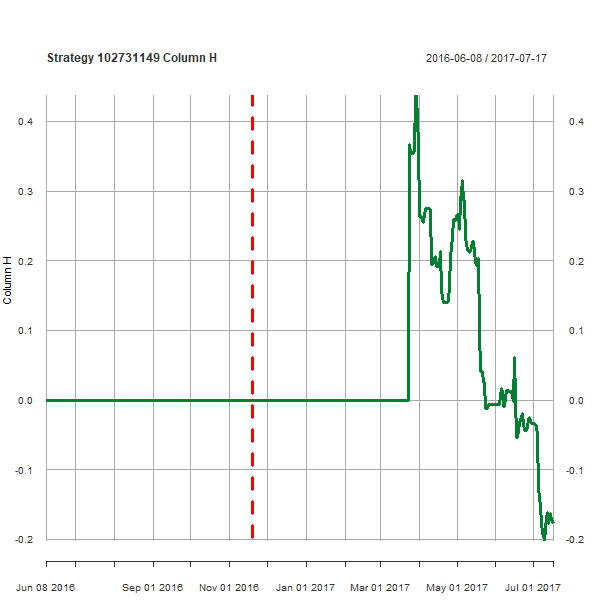 Strategy 102731149 Column H
2016-06-08 / 2017-07-17
0.4 0.4
0.3 0.3
0.2 0.2
0.1 0.1
0.0 0.0
-0.1 -0.1
-0.2 -0.2
Column H
Jun 08 2016 Sep 01 2016 Nov 01 2016 Jan 01 2017 Mar 01 2017 May 01 2017 Jul 01 2017